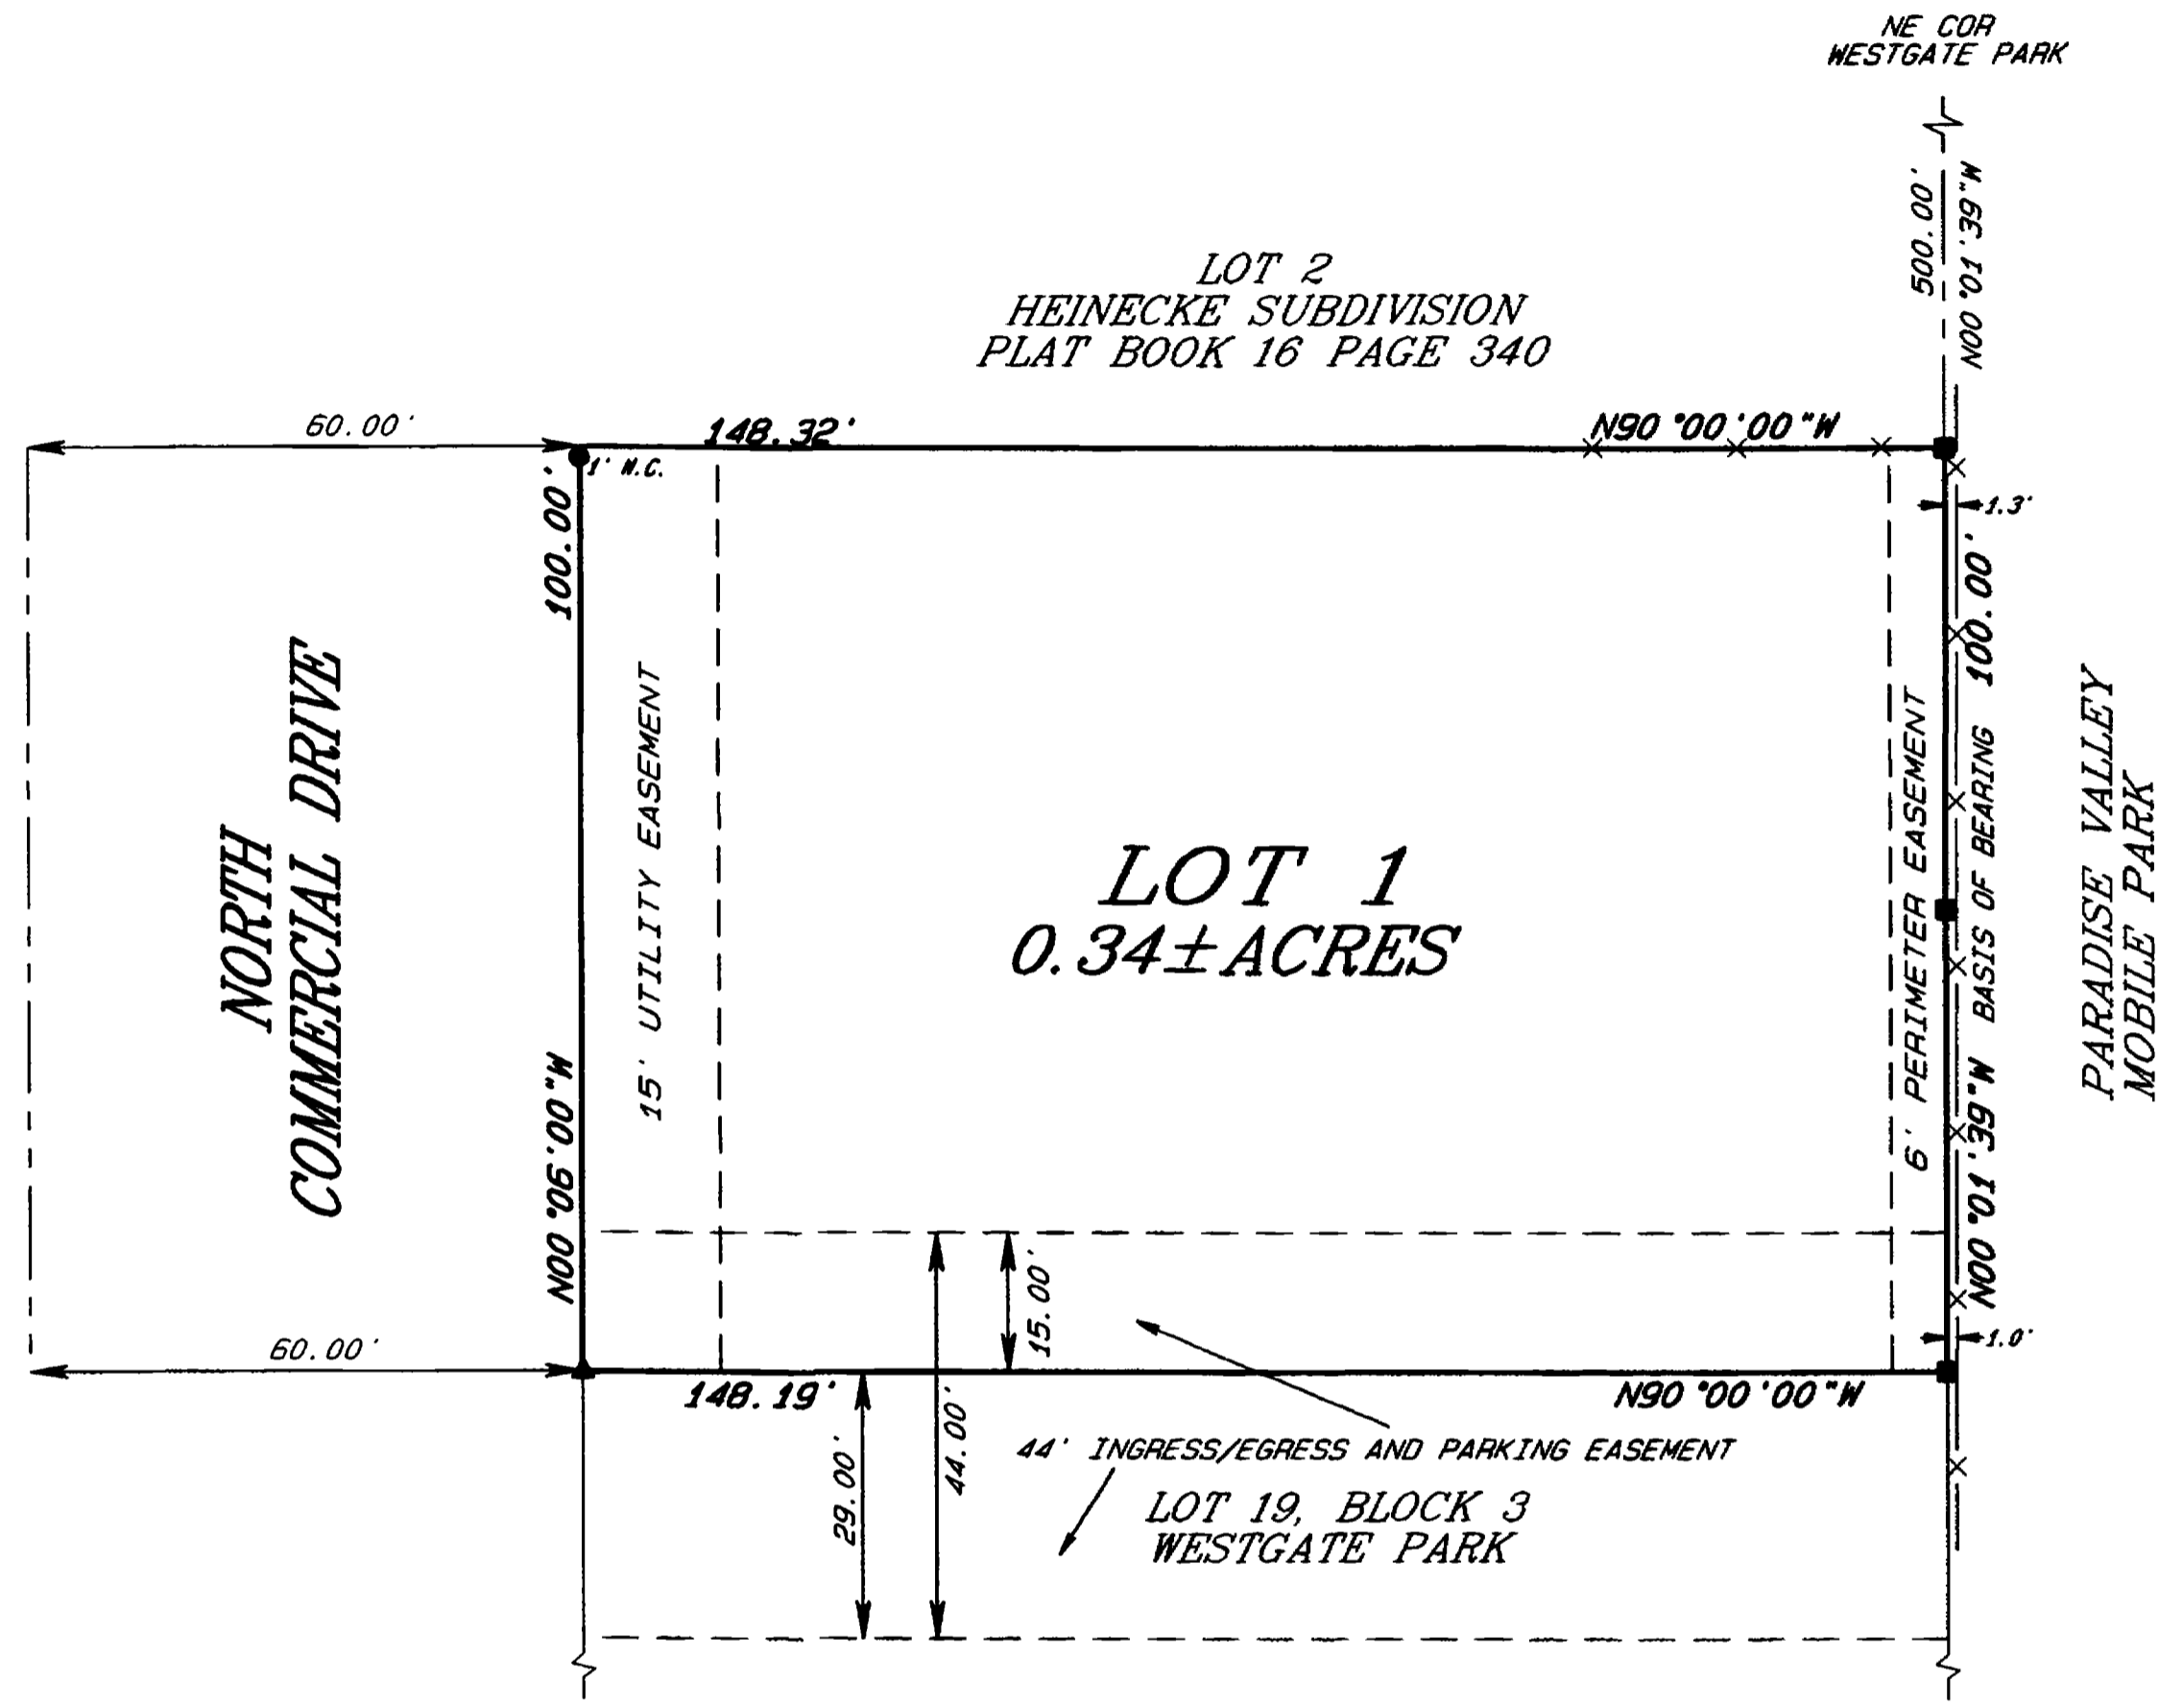 NE COR
WESTGATE PARK
500.00'
N00°01'39"W
LOT 2
HEINECKE SUBDIVISION
PLAT BOOK 16 PAGE 340
60.00'
148.32'
N90°00'00"W
1' W.C.
1.3'
100.00'
N00°06'00"W
NORTH
COMMERCIAL DRIVE
15' UTILITY EASEMENT
LOT 1
0.34±ACRES
6' PERIMETER EASEMENT
N00°01'39"W BASIS OF BEARING 100.00'
PARADISE VALLEY
MOBILE PARK
15.00'
60.00'
1.0'
148.19'
N90°00'00"W
29.00'
44.00'
44' INGRESS/EGRESS AND PARKING EASEMENT
LOT 19, BLOCK 3
WESTGATE PARK